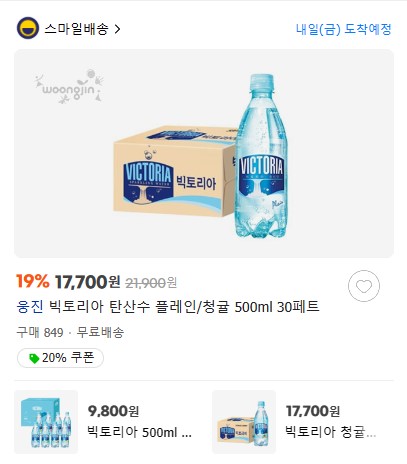 스마일배송 >
내일(금) 도착예정
woongjin
VICTORIA
SPARKLING WATER
빅토리아
VICTORIA
Plain
19% 17,700원 21,900원
웅진 빅토리아 탄산수 플레인/청귤 500ml 30페트
구매 849 · 무료배송
20% 쿠폰
9,800원
빅토리아 500ml ...
17,700원
빅토리아 청귤...